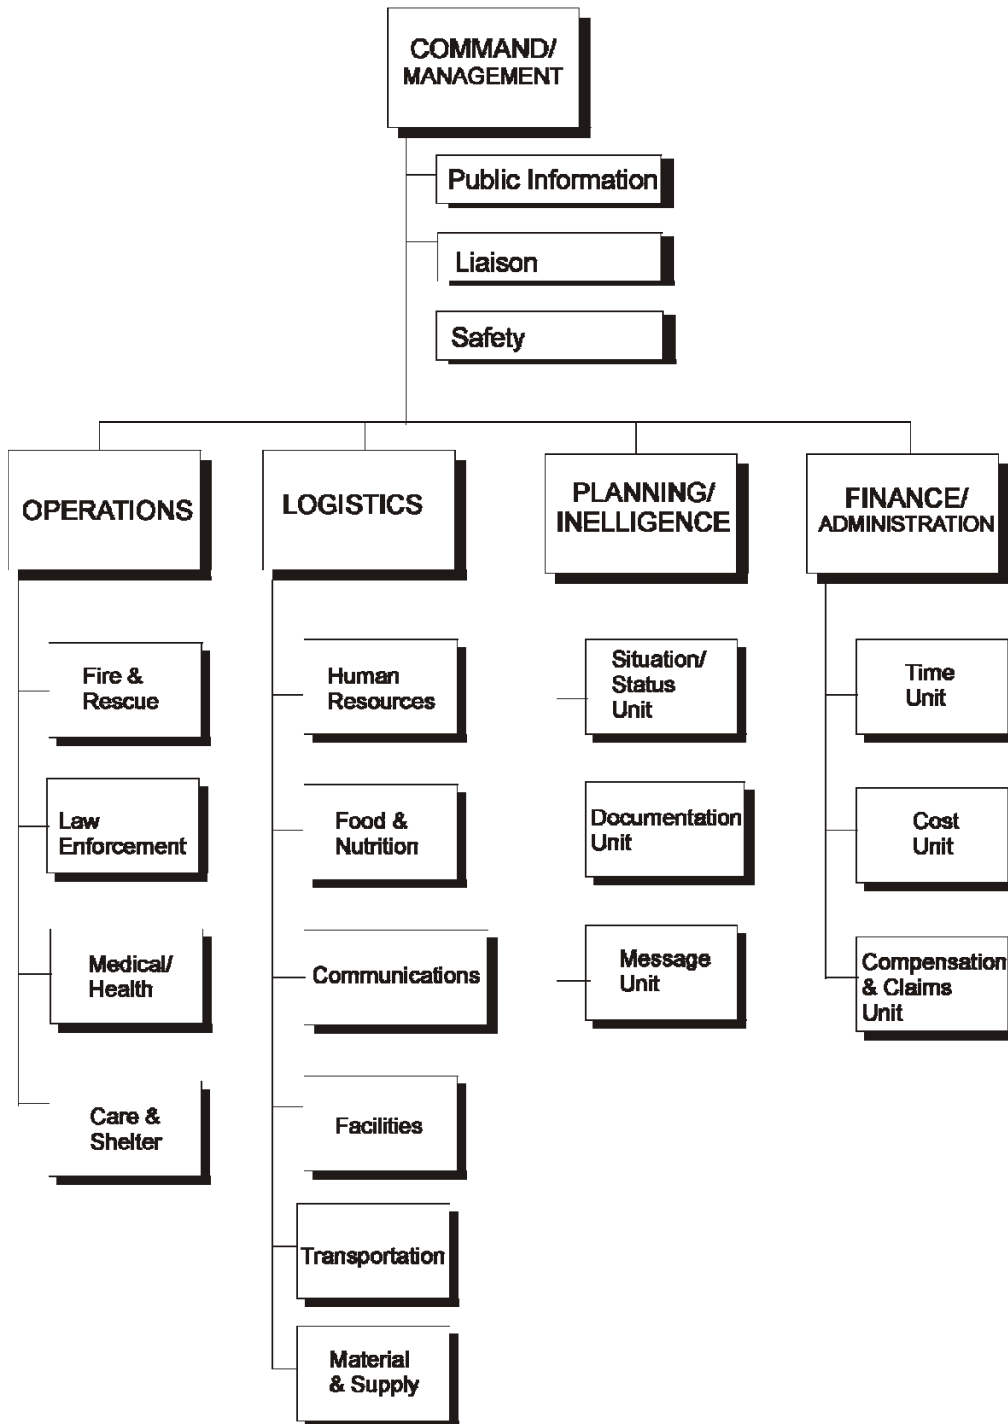 COMMAND/
MANAGEMENT
Public Information
Liaison
Safety
OPERATIONS
LOGISTICS
PLANNING/
INELLIGENCE
FINANCE/
ADMINISTRATION
Fire &
Rescue
Law
Enforcement
Medical/
Health
Care &
Shelter
Human
Resources
Food &
Nutrition
Communications
Facilities
Transportation
Material
& Supply
Situation/
Status
Unit
Documentation
Unit
Message
Unit
Time
Unit
Cost
Unit
Compensation
& Claims
Unit